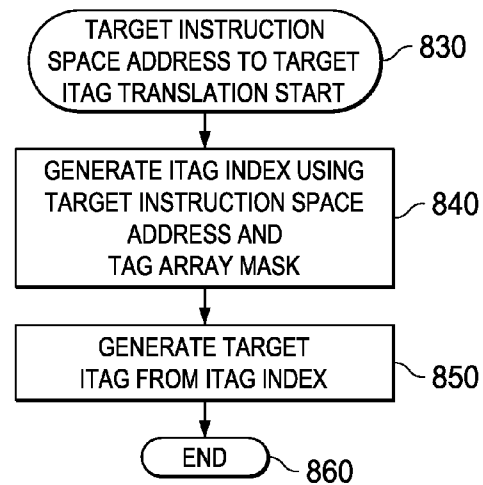 TARGET INSTRUCTION
SPACE ADDRESS TO TARGET
ITAG TRANSLATION START
830
GENERATE ITAG INDEX USING
TARGET INSTRUCTION SPACE
ADDRESS AND
TAG ARRAY MASK
840
GENERATE TARGET
ITAG FROM ITAG INDEX
850
END
860